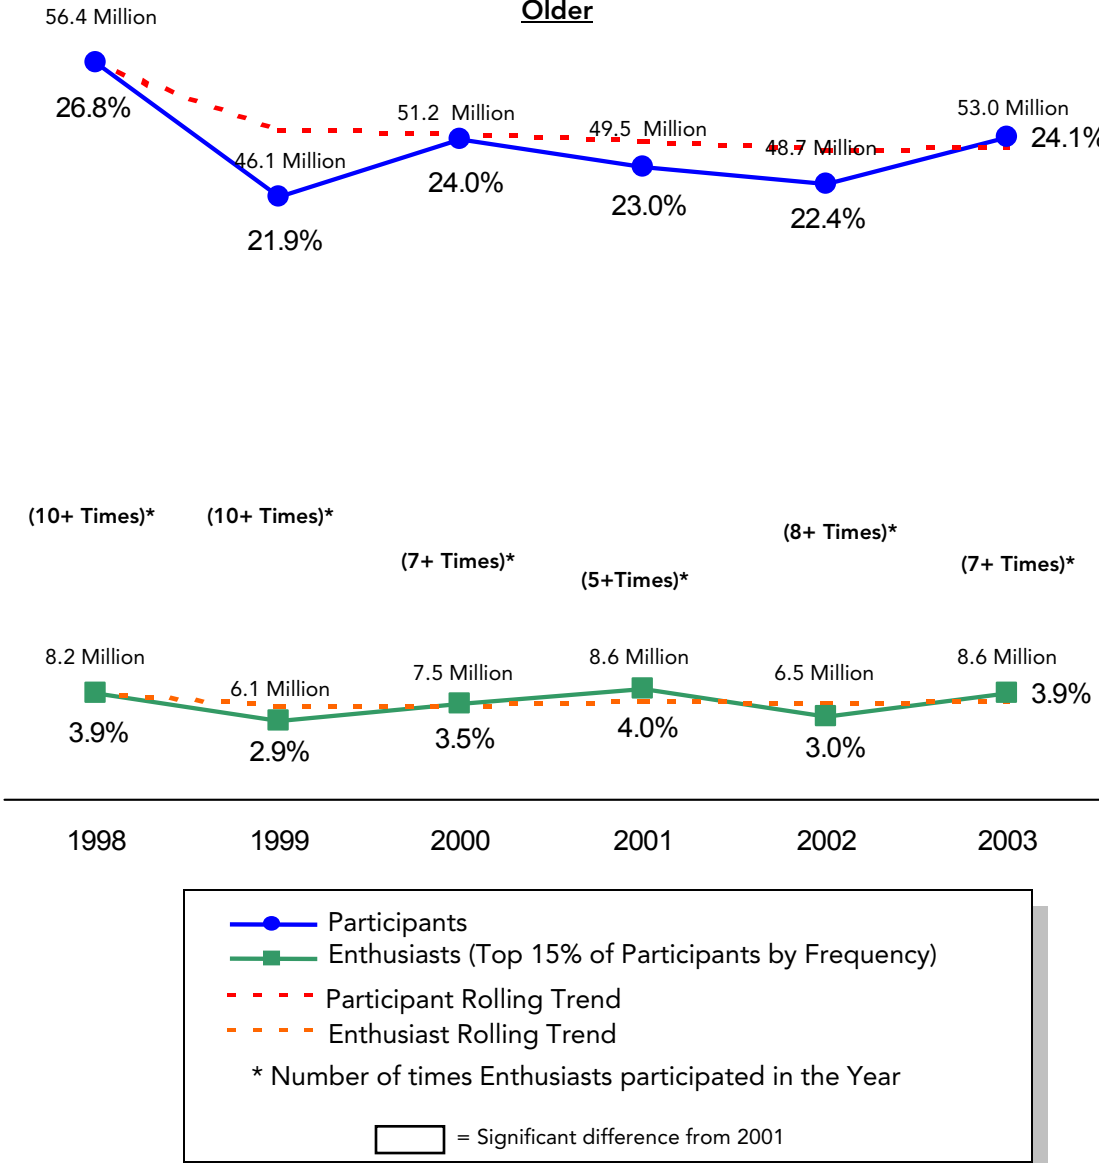 Older
56.4 Million
26.8%
46.1 Million
21.9%
51.2  Million
24.0%
49.5  Million
23.0%
48.7 Million
22.4%
53.0 Million
24.1%
(10+ Times)*
(10+ Times)*
(7+ Times)*
(5+Times)*
(8+ Times)*
(7+ Times)*
8.2 Million
3.9%
6.1 Million
2.9%
7.5 Million
3.5%
8.6 Million
4.0%
6.5 Million
3.0%
8.6 Million
3.9%
1998 1999 2000 2001 2002 2003
Participants
Enthusiasts (Top 15% of Participants by Frequency)
Participant Rolling Trend
Enthusiast Rolling Trend
* Number of times Enthusiasts participated in the Year
= Significant difference from 2001